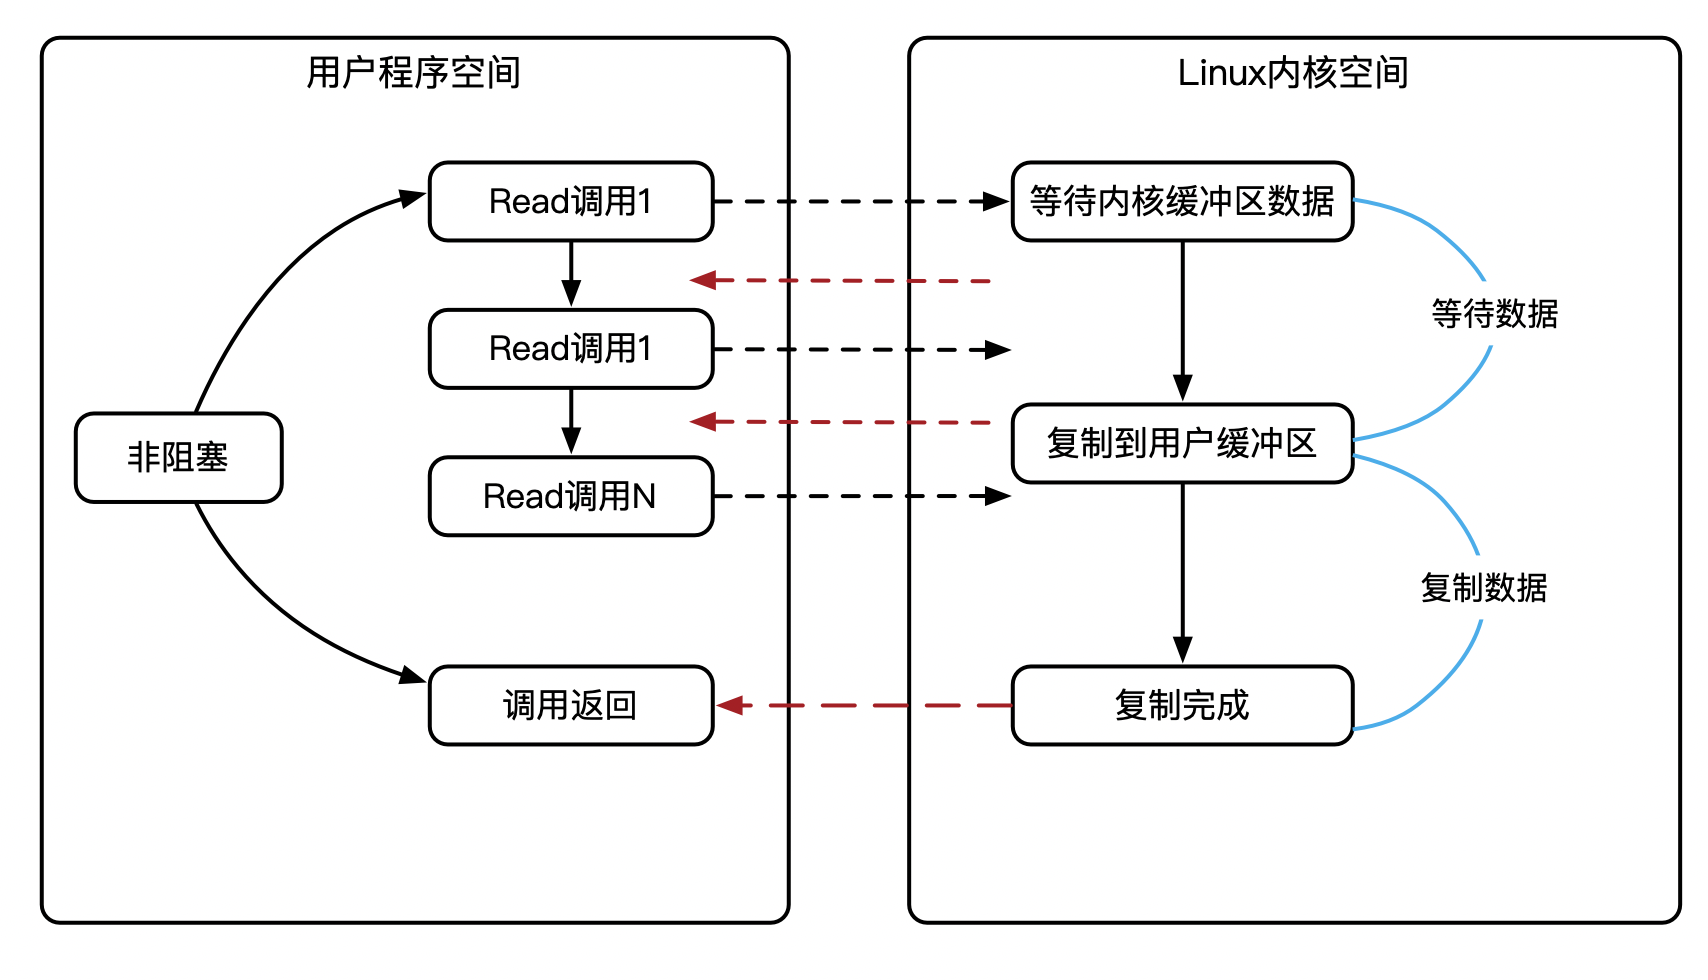 用户程序空间
Linux内核空间
Read调用1
等待内核缓冲区数据
等待数据
Read调用1
非阻塞
复制到用户缓冲区
Read调用N
复制数据
调用返回
复制完成